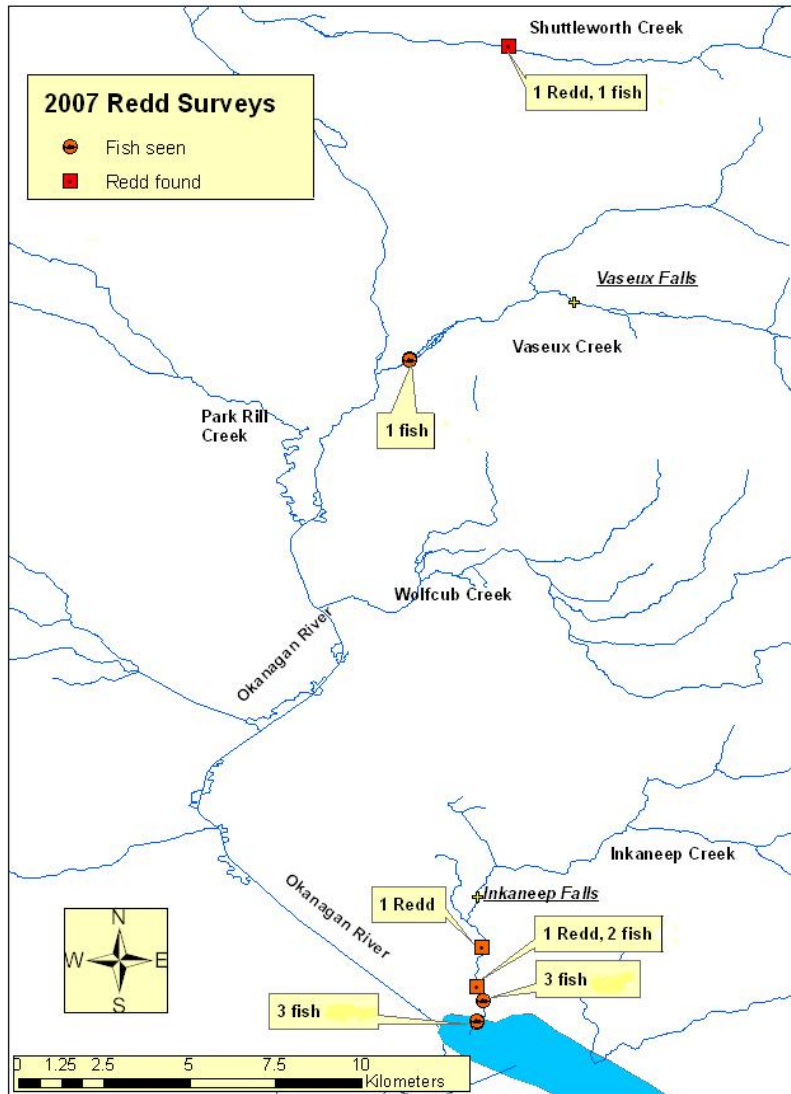 Shuttleworth Creek
1 Redd, 1 fish
2007 Redd Surveys
Fish seen
Redd found
Vaseux Falls
Vaseux Creek
1 fish
Park Rill
Creek
Wolfcub Creek
Okanagan River
Inkaneep Creek
Okanagan River
Inkaneep Falls
1 Redd
1 Redd, 2 fish
3 fish
3 fish
N
W E
S
0 1.25 2.5 5 7.5 10
Kilometers